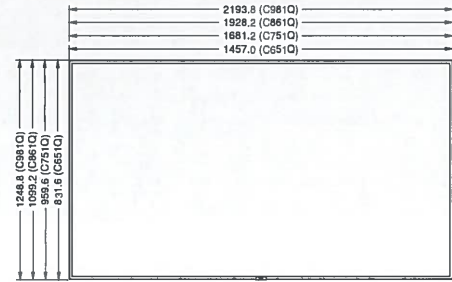 2193.8 (C981Q)
1928.2 (C861Q)
1681.2 (C751Q)
1457.0 (C651Q)
1248.8 (C981Q)
1099.2 (C861Q)
959.6 (C751Q)
831.6 (C651Q)